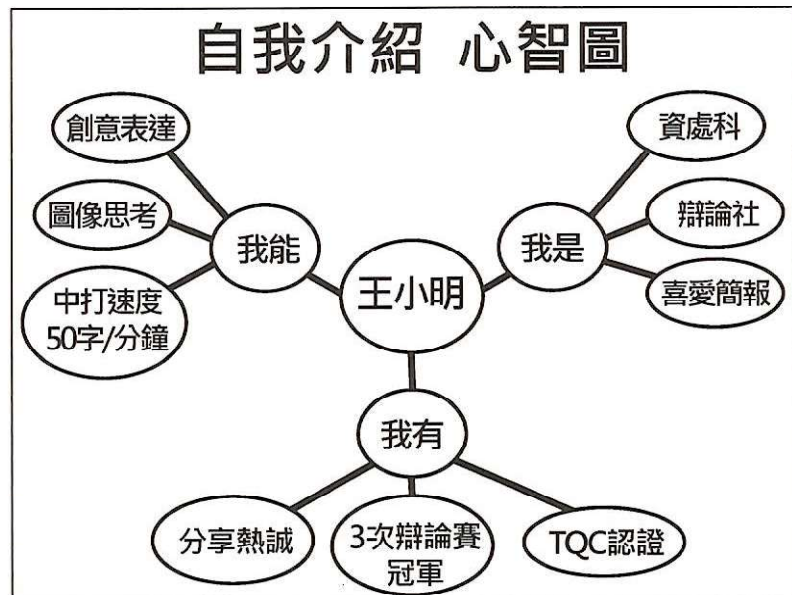 自我介紹 心智圖
創意表達
圖像思考
中打速度
50字/分鐘
我能
王小明
我是
資處科
辯論社
喜愛簡報
我有
分享熱誠
3次辯論賽
冠軍
TQC認證